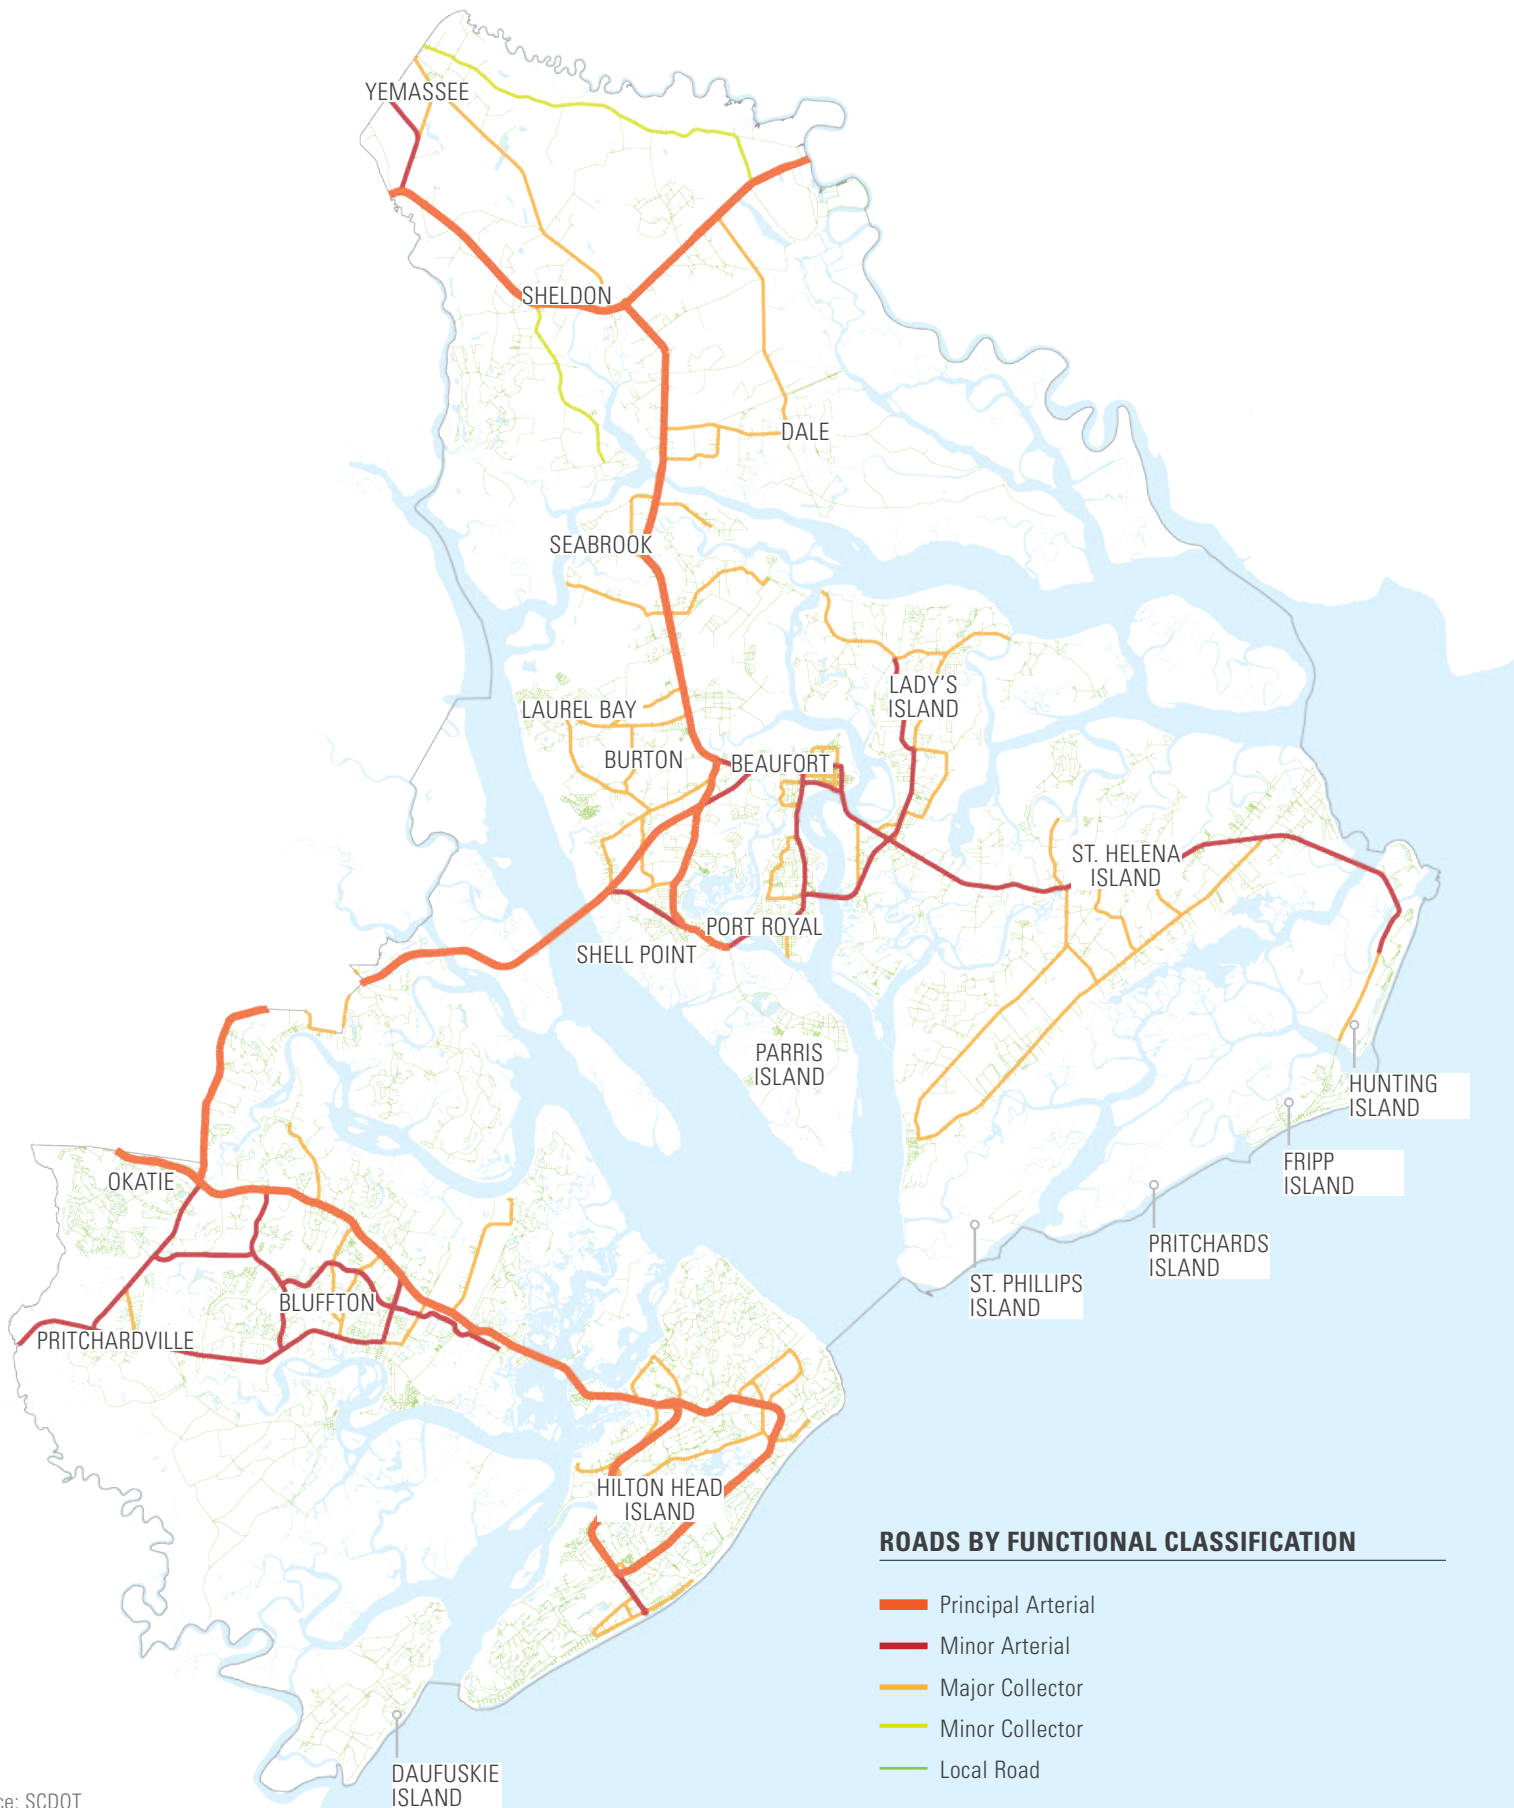 YEMASSEE
SHELDON
DALE
SEABROOK
LADY'S
ISLAND
LAUREL BAY
BURTON
BEAUFORT
ST. HELENA
ISLAND
PORT ROYAL
SHELL POINT
PARRIS
ISLAND
HUNTING
ISLAND
FRIPP
ISLAND
OKATIE
PRITCHARDS
ISLAND
ST. PHILLIPS
ISLAND
BLUFFTON
PRITCHARDVILLE
HILTON HEAD
ISLAND
ROADS BY FUNCTIONAL CLASSIFICATION
Principal Arterial
Minor Arterial
Major Collector
Minor Collector
Local Road
DAUFUSKIE
ISLAND
ce: SCDOT